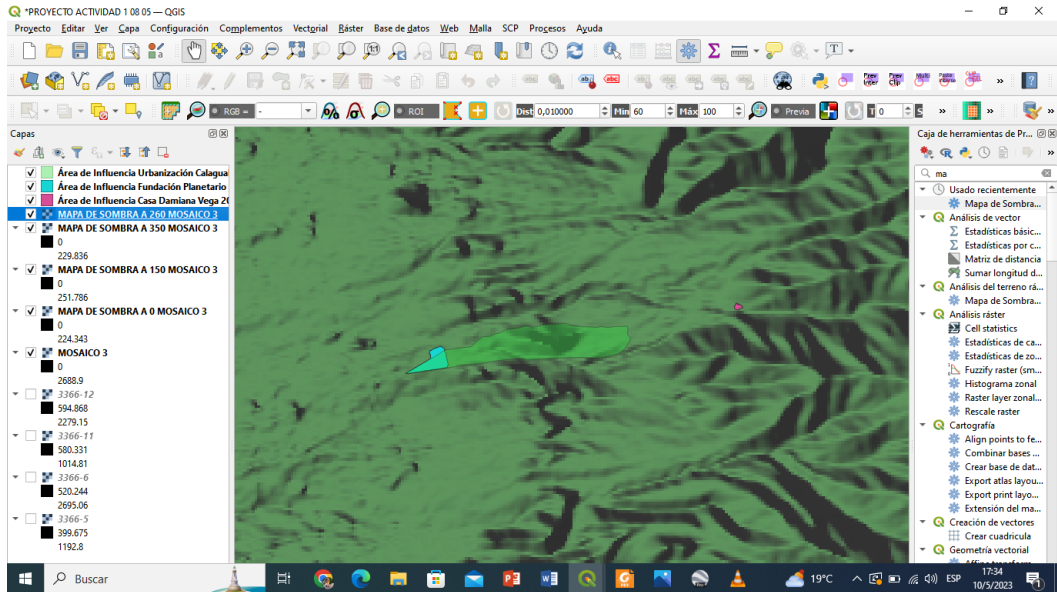 *PROYECTO ACTIVIDAD 1 08 05 — QGIS
Proyecto Editar Ver Capa Configuración Complementos Vectorial Ráster Base de datos Web Malla SCP Procesos Ayuda
RGB = -
ROI
Dist 0,010000
Min 60
Máx 100
Previa
T 0
S
Capas
Área de Influencia Urbanización Calagua
Área de Influencia Fundación Planetario
Área de Influencia Casa Damiana Vega 20
MAPA DE SOMBRA A 260 MOSAICO 3
MAPA DE SOMBRA A 350 MOSAICO 3
0
229.836
MAPA DE SOMBRA A 150 MOSAICO 3
0
251.786
MAPA DE SOMBRA A 0 MOSAICO 3
0
224.343
MOSAICO 3
0
2688.9
3366-12
594.868
2279.15
3366-11
580.331
1014.81
3366-6
520.244
2695.06
3366-5
399.675
1192.8
Caja de herramientas de Pr...
ma
Usado recientemente
Mapa de Sombra...
Análisis de vector
Estadísticas básic...
Estadísticas por c...
Matriz de distancia
Sumar longitud d...
Análisis del terreno rá...
Mapa de Sombra...
Análisis ráster
Cell statistics
Estadísticas de ca...
Estadísticas de zo...
Fuzzify raster (sm...
Histograma zonal
Raster layer zonal...
Rescale raster
Cartografía
Align points to fe...
Combinar bases ...
Crear base de dat...
Export atlas layou...
Export print layo...
Extensión del ma...
Creación de vectores
Crear cuadricula
Geometría vectorial
Buscar
19°C
ESP
17:34
10/5/2023